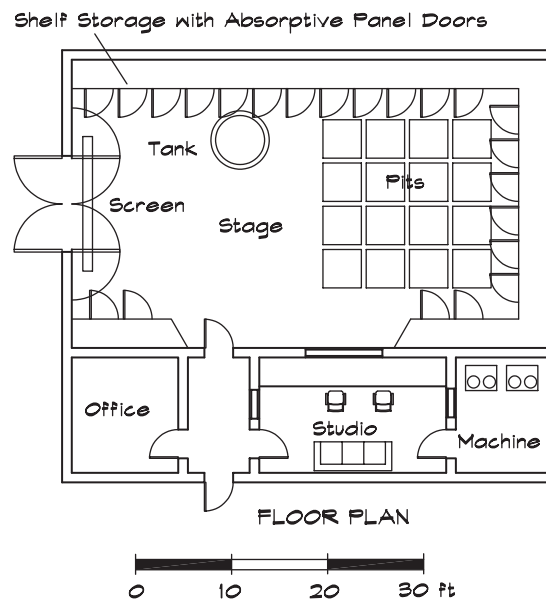 Shelf Storage with Absorptive Panel Doors
Tank
Pits
Screen
Stage
Office
Studio
Machine
FLOOR PLAN
0 10 20 30 ft